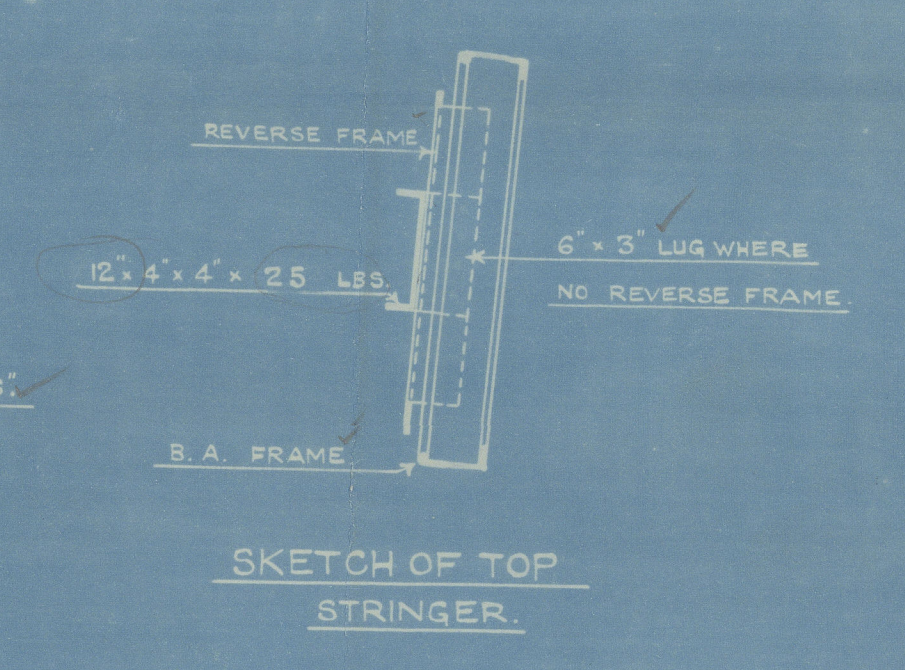 REVERSE FRAME
6" x 3" LUG WHERE
NO REVERSE FRAME.
12" x 4" x 4" x 25 LBS.
S".
B. A. FRAME
SKETCH OF TOP
STRINGER.